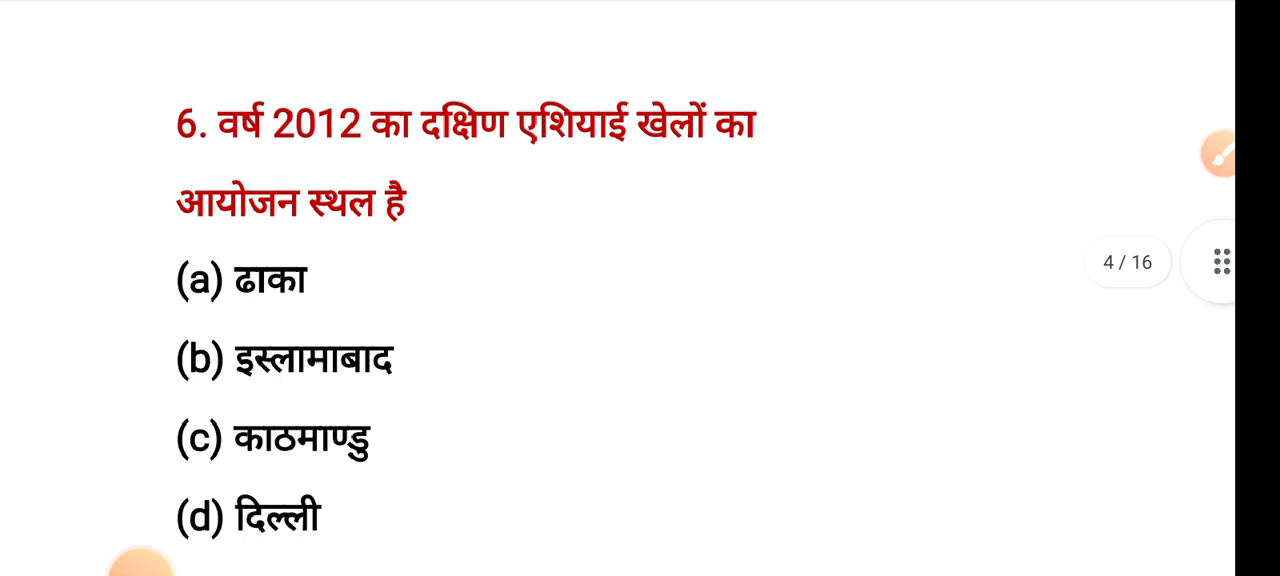 6. वर्ष 2012 का दक्षिण एशियाई खेलों का
आयोजन स्थल है
(a) ढाका
4 / 16
(b) इस्लामाबाद
(c) काठमाण्डु
(d) दिल्ली